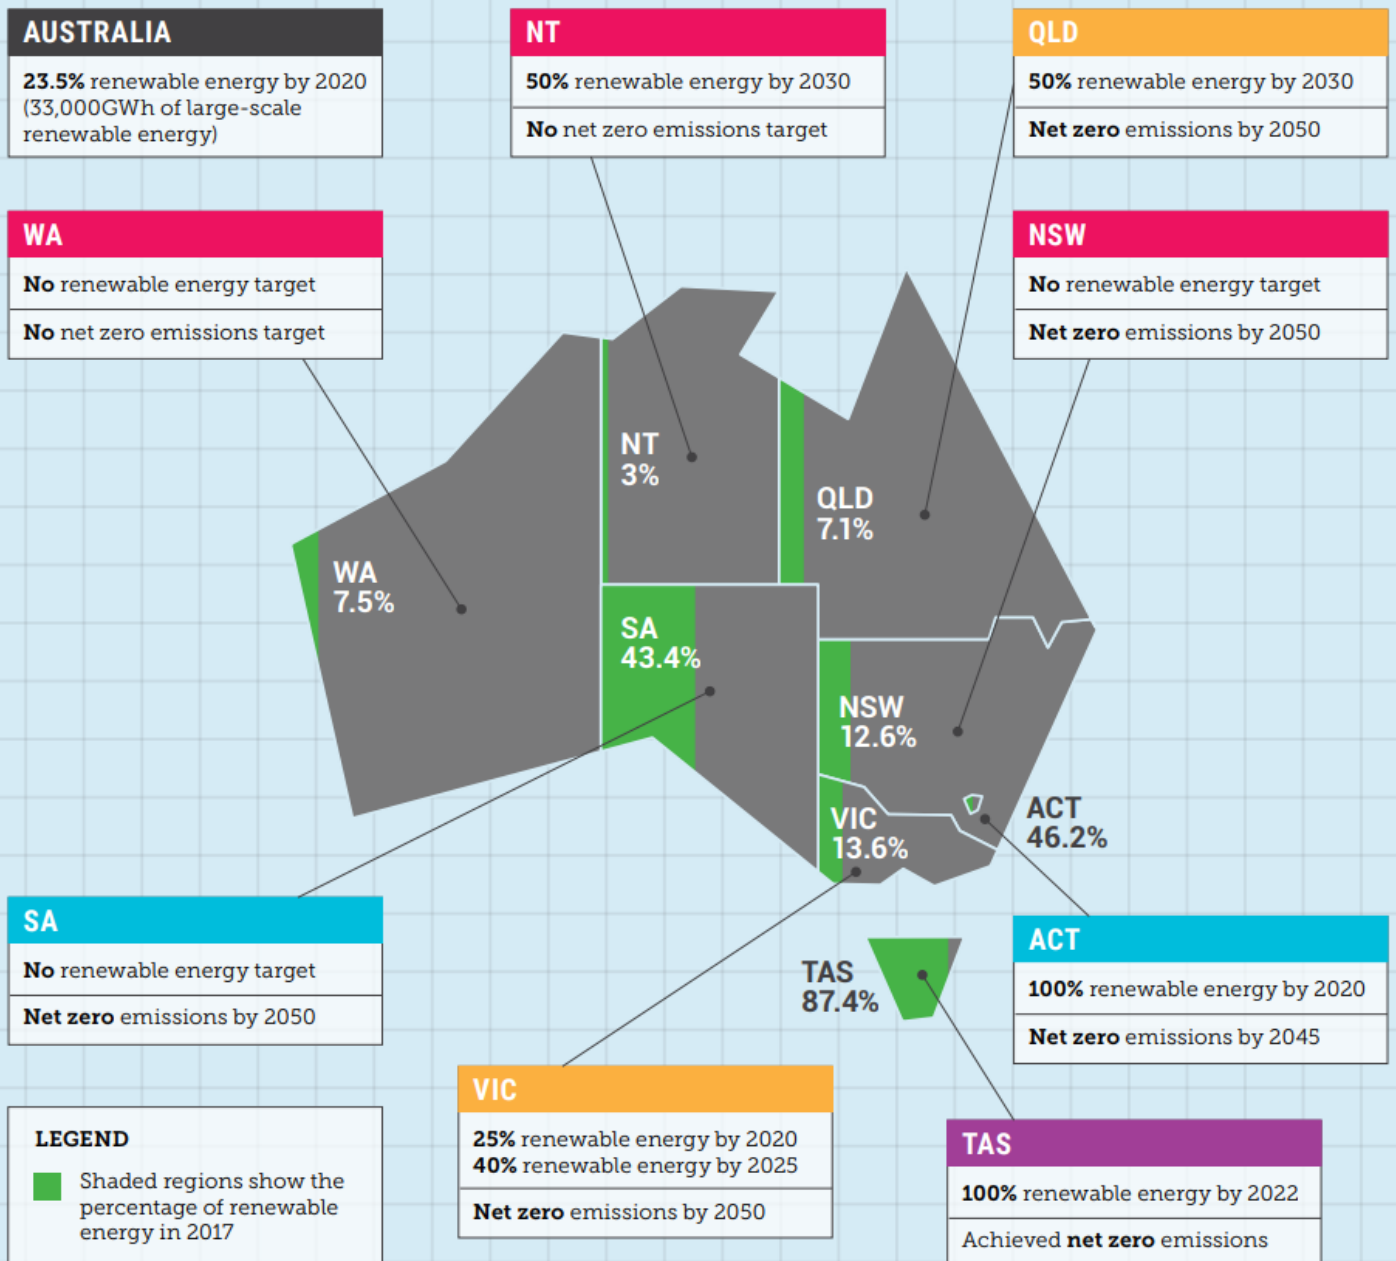 AUSTRALIA
23.5% renewable energy by 2020
(33,000GWh of large-scale
renewable energy)
NT
50% renewable energy by 2030
No net zero emissions target
QLD
50% renewable energy by 2030
Net zero emissions by 2050
WA
No renewable energy target
No net zero emissions target
NSW
No renewable energy target
Net zero emissions by 2050
NT
3%
QLD
7.1%
WA
7.5%
SA
43.4%
NSW
12.6%
VIC
13.6%
ACT
46.2%
TAS
87.4%
SA
No renewable energy target
Net zero emissions by 2050
ACT
100% renewable energy by 2020
Net zero emissions by 2045
VIC
25% renewable energy by 2020
40% renewable energy by 2025
Net zero emissions by 2050
TAS
100% renewable energy by 2022
Achieved net zero emissions
LEGEND
Shaded regions show the
percentage of renewable
energy in 2017